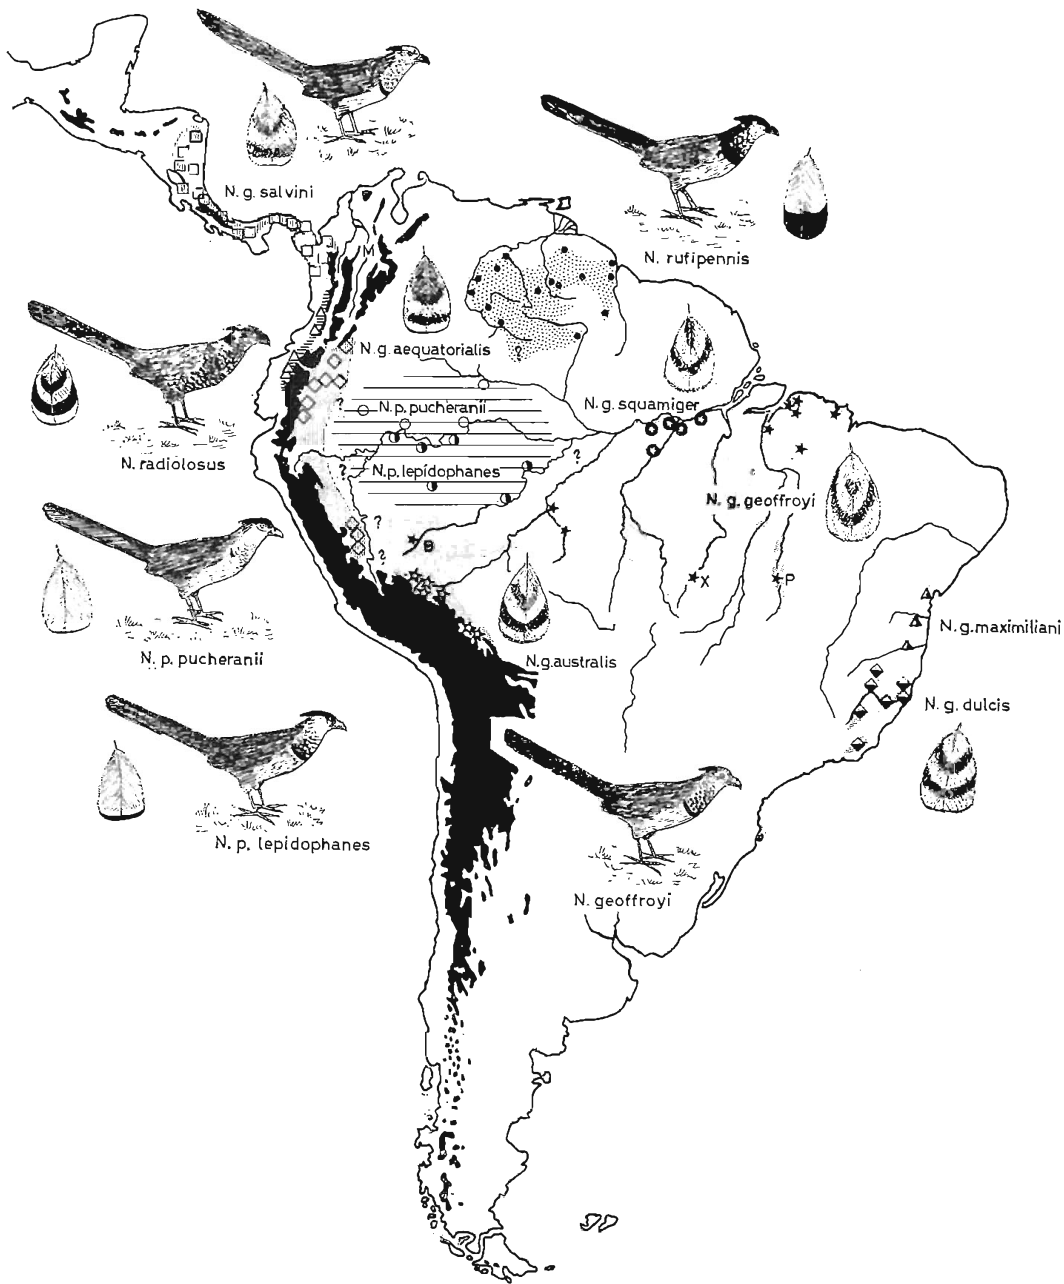 N. g. salvini
N. rufipennis
M
N.g. aequatorialis
?
N. radiolosus
?
N.p. pucheranii
N.g. squamiger
?
N.p. lepidophanes
?
N. g. geoffroyi
?
B
?
X
P
N. p. pucheranii
N.g. australis
N. g. maximiliani
N. g. dulcis
N. p. lepidophanes
N. geoffroyi